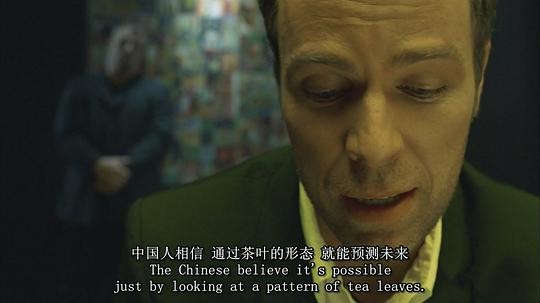 中国人相信 通过茶叶的形态 就能预测未来
The Chinese believe it's possible
just by looking at a pattern of tea leaves.